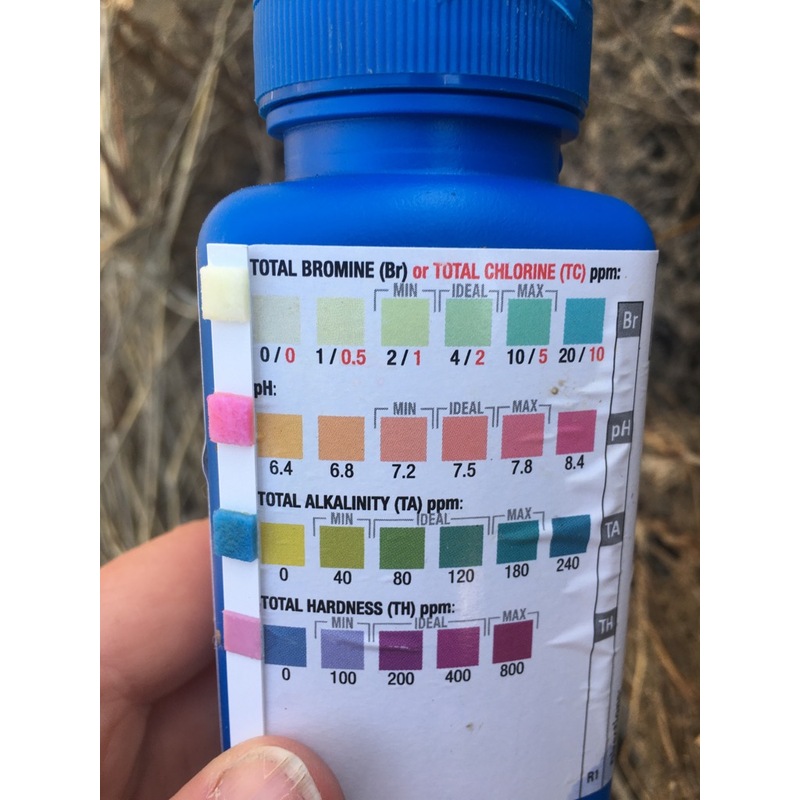 TOTAL BROMINE (Br) or TOTAL CHLORINE (TC) ppm:
MIN IDEAL MAX
Br
0/0 1/0.5 2/1 4/2 10/5 20/10
pH:
MIN IDEAL MAX
pH
6.4 6.8 7.2 7.5 7.8 8.4
TOTAL ALKALINITY (TA) ppm:
MIN IDEAL MAX
TA
0 40 80 120 180 240
TOTAL HARDNESS (TH) ppm:
MIN IDEAL MAX
TH
0 100 200 400 800
R1